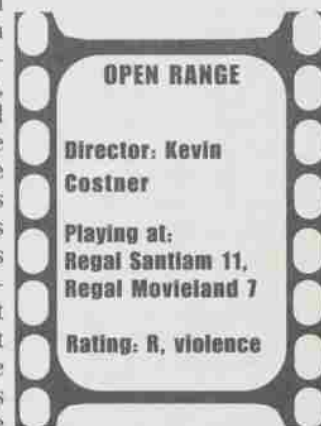 OPEN RANGE
Director: Kevin
Costner
Playing at:
Regal Santiam 11,
Regal Movieland 7
Rating: R, violence